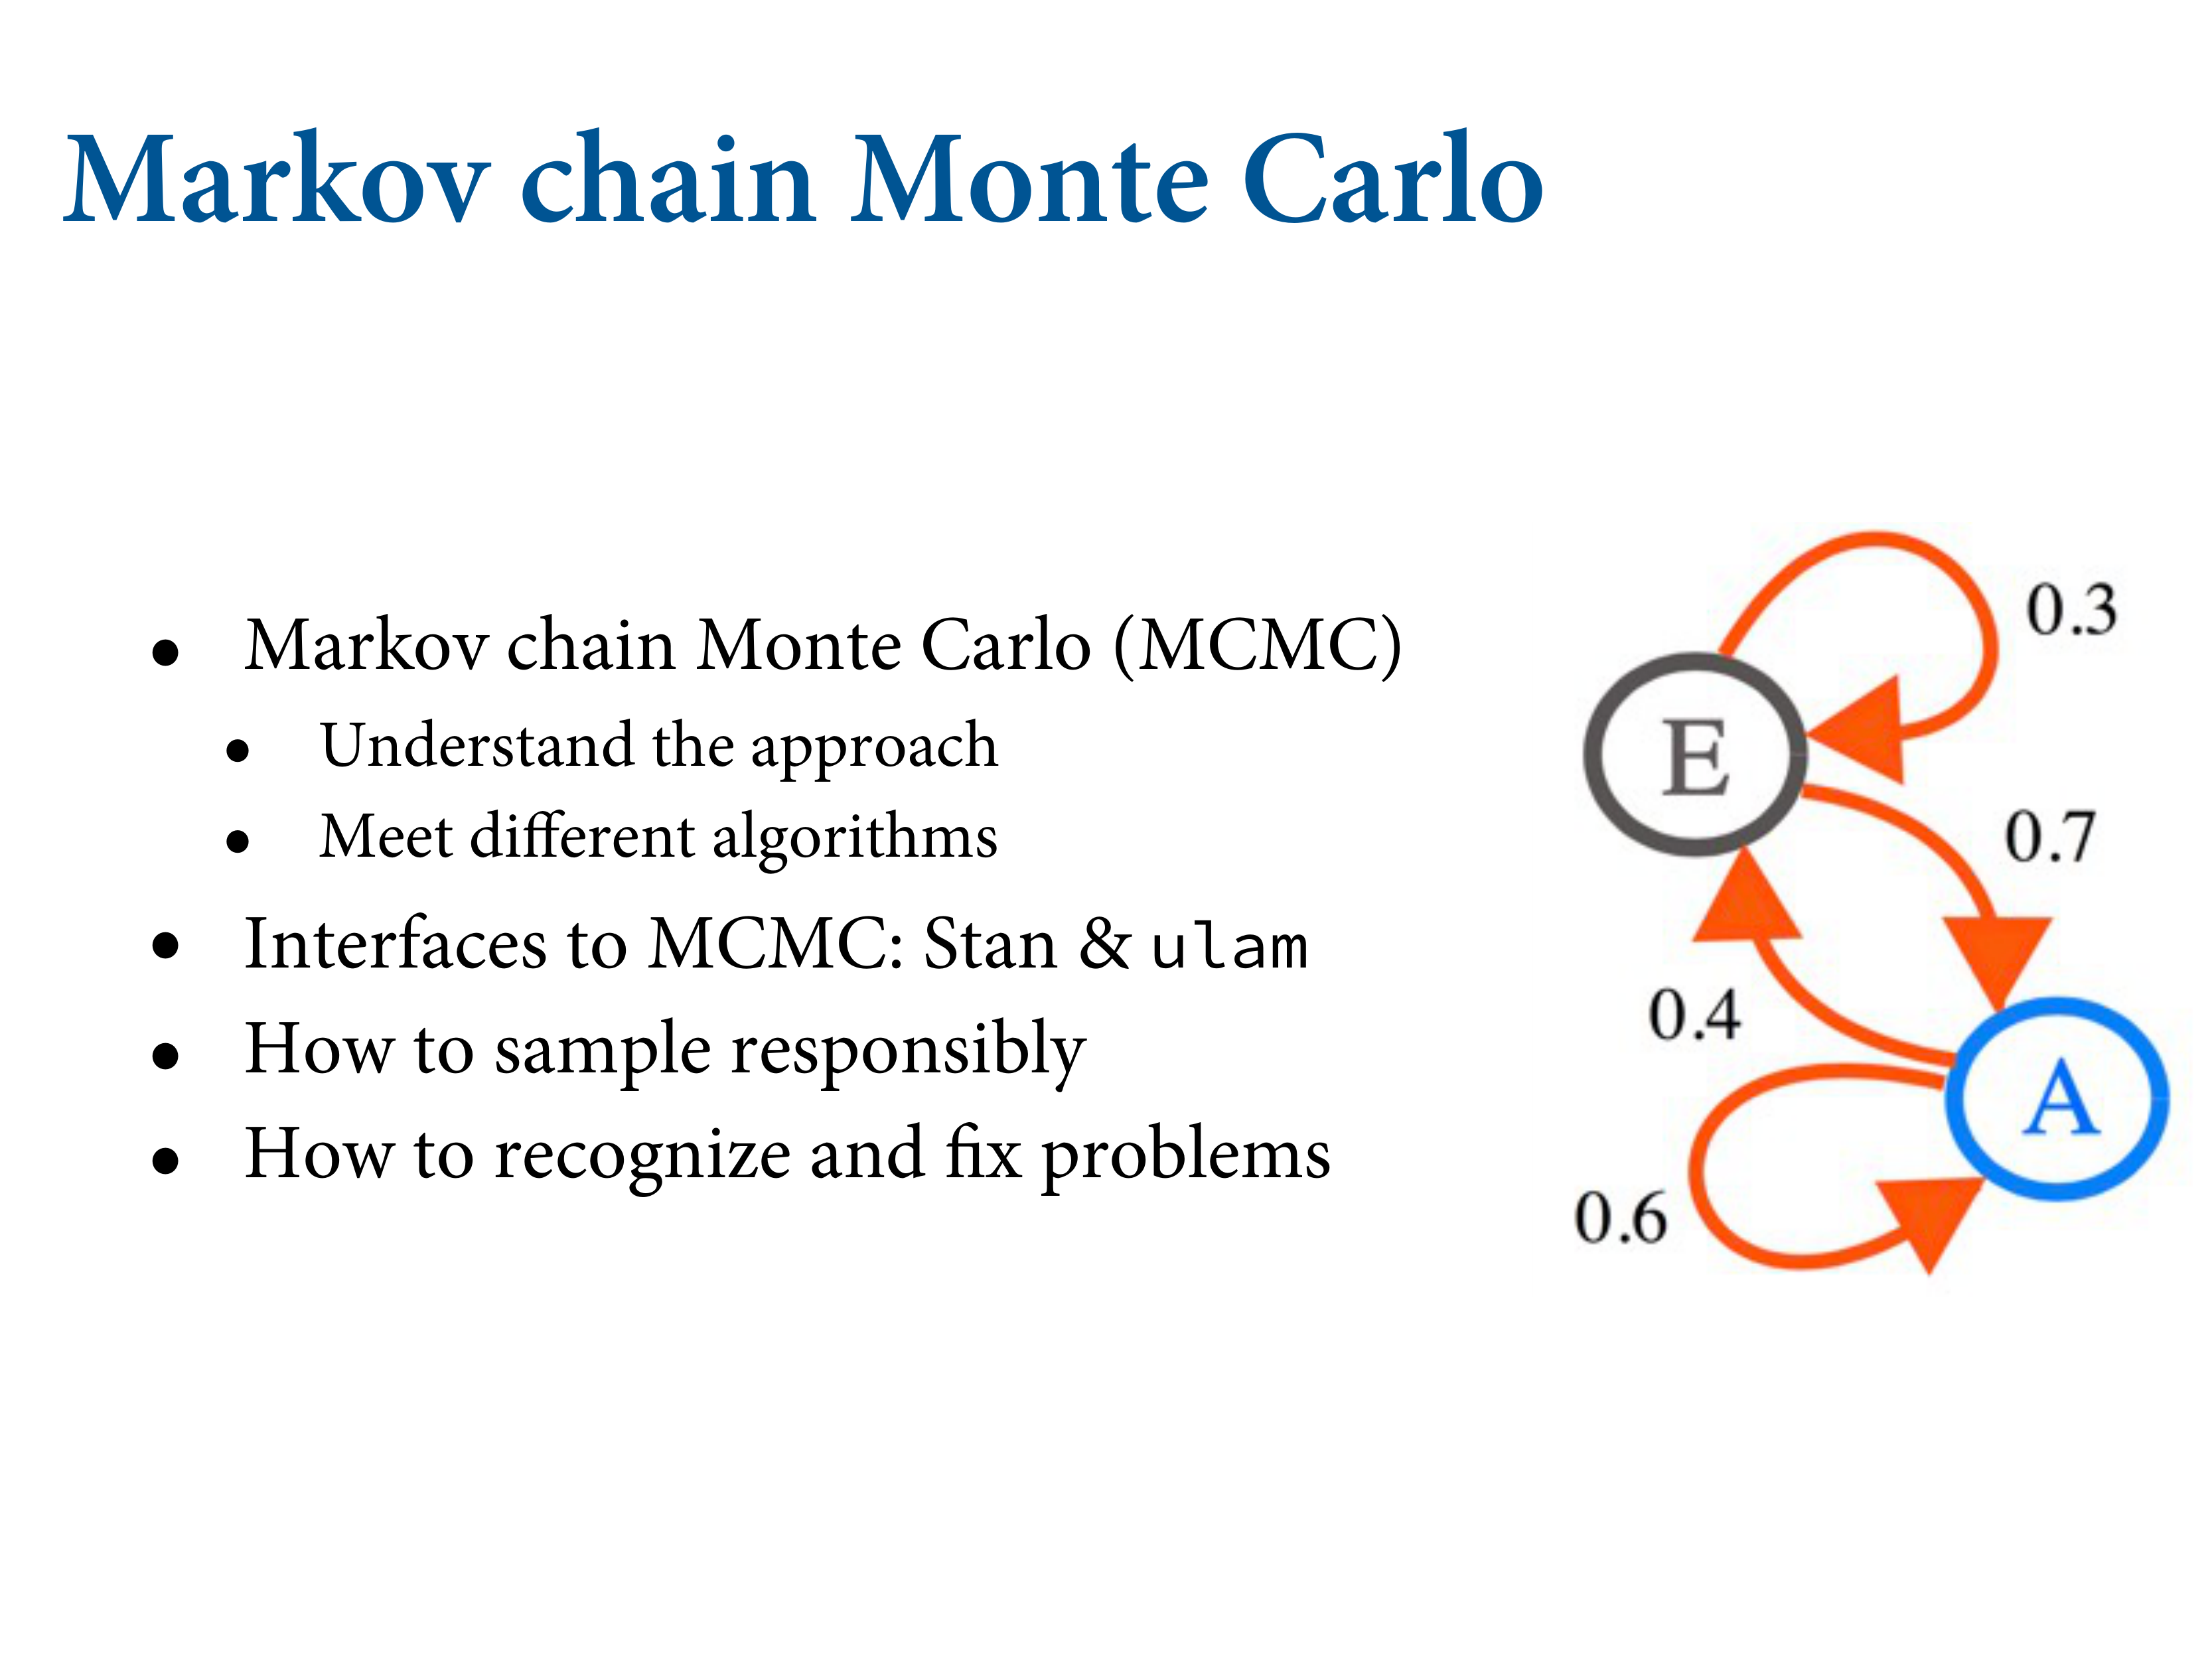 Markov chain Monte Carlo
• Markov chain Monte Carlo (MCMC)
• Understand the approach
• Meet different algorithms
• Interfaces to MCMC: Stan & ulam
• How to sample responsibly
• How to recognize and fix problems
0.3
E
0.7
0.4
A
0.6